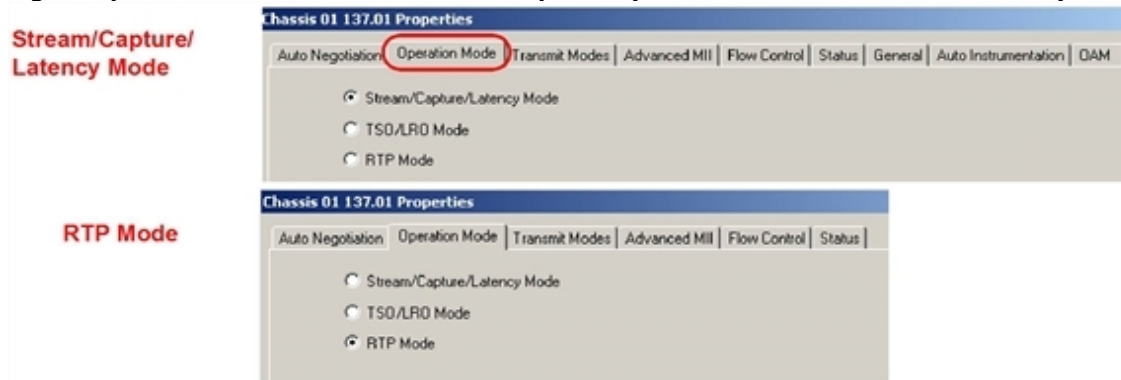 Stream/Capture/
Latency Mode
Chassis 01 137.01 Properties
Auto Negotiation Operation Mode Transmit Modes Advanced MII Flow Control Status General Auto Instrumentation OAM
Stream/Capture/Latency Mode
TSO/LRO Mode
RTP Mode
RTP Mode
Chassis 01 137.01 Properties
Auto Negotiation Operation Mode Transmit Modes Advanced MII Flow Control Status
Stream/Capture/Latency Mode
TSO/LRO Mode
RTP Mode